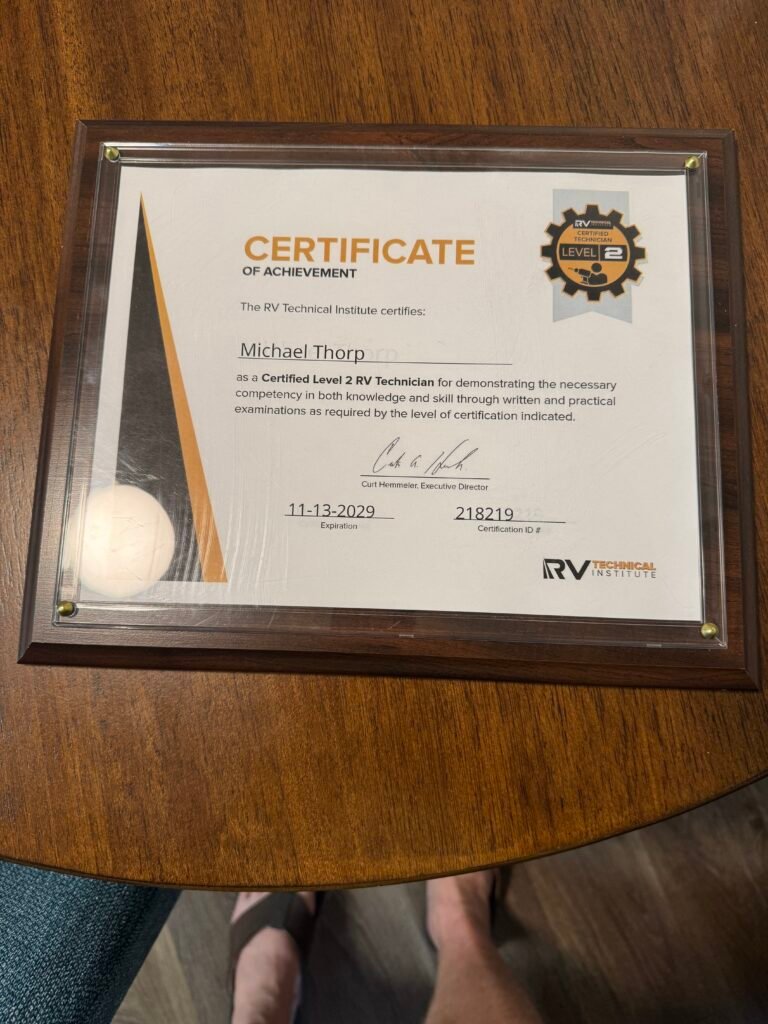 CERTIFICATE
OF ACHIEVEMENT
RV TECHNICAL
INSTITUTE
CERTIFIED
TECHNICIAN
LEVEL 2
The RV Technical Institute certifies:
Michael Thorp
as a Certified Level 2 RV Technician for demonstrating the necessary
competency in both knowledge and skill through written and practical
examinations as required by the level of certification indicated.
Curt Hemmeler, Executive Director
11-13-2029
218219
Expiration
Certification ID #
RV TECHNICAL
INSTITUTE